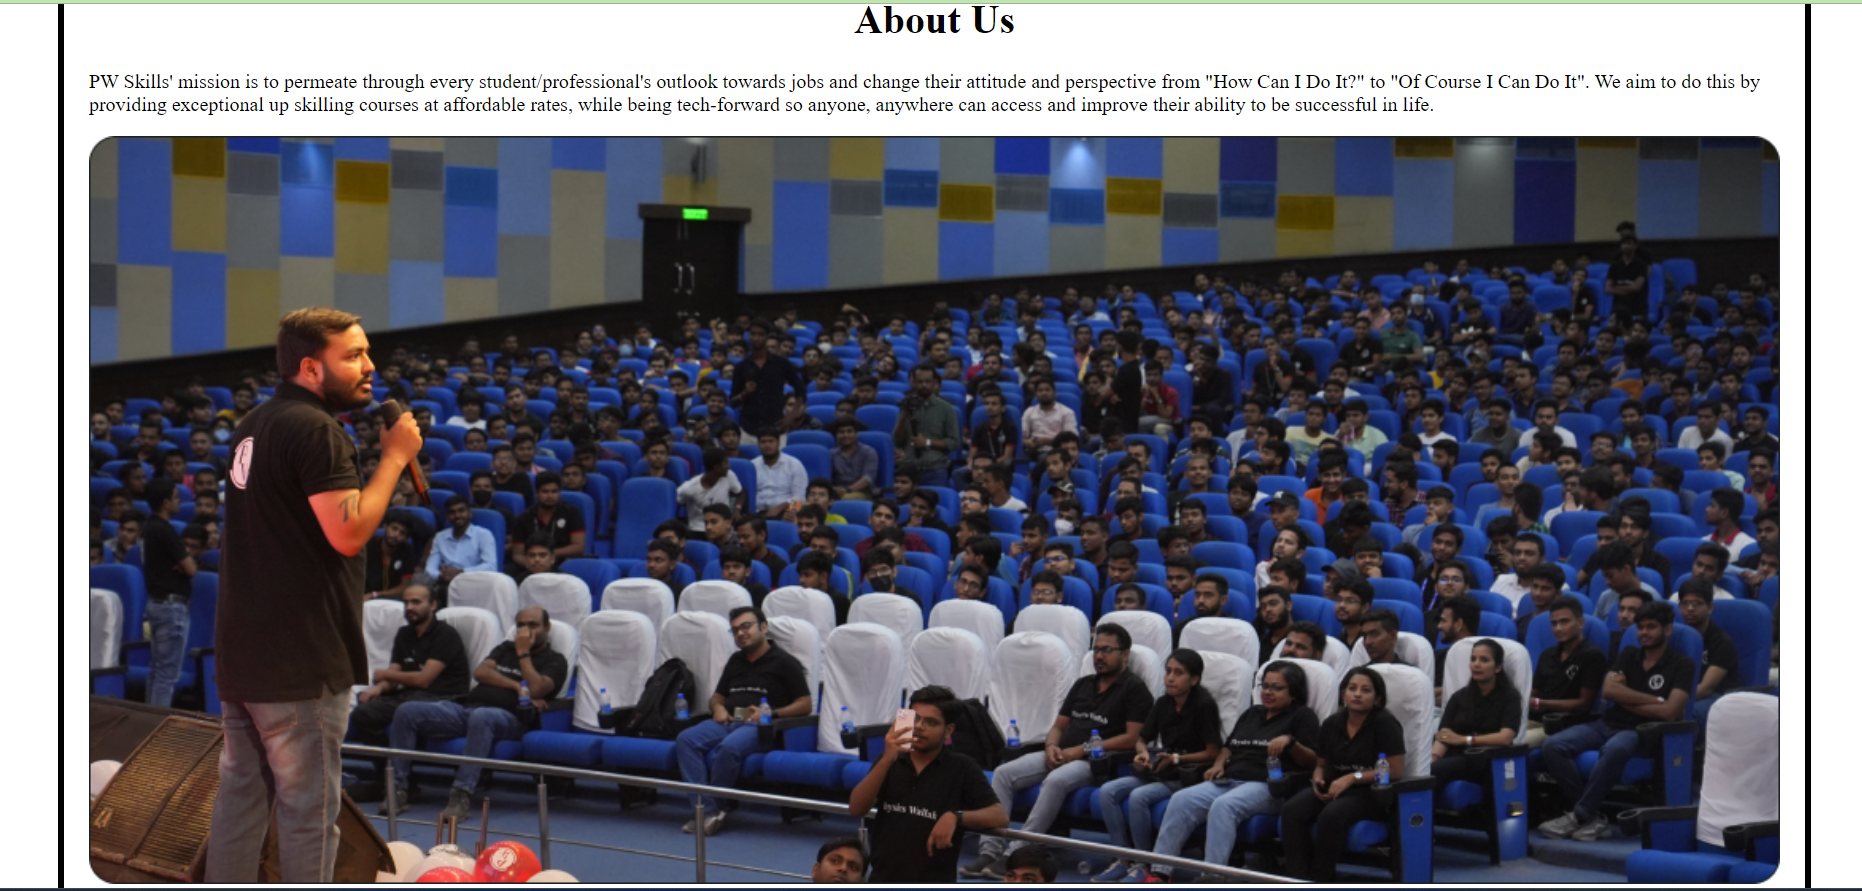 About Us
PW Skills' mission is to permeate through every student/professional's outlook towards jobs and change their attitude and perspective from "How Can I Do It?" to "Of Course I Can Do It". We aim to do this by
providing exceptional up skilling courses at affordable rates, while being tech-forward so anyone, anywhere can access and improve their ability to be successful in life.
Physics Wallah